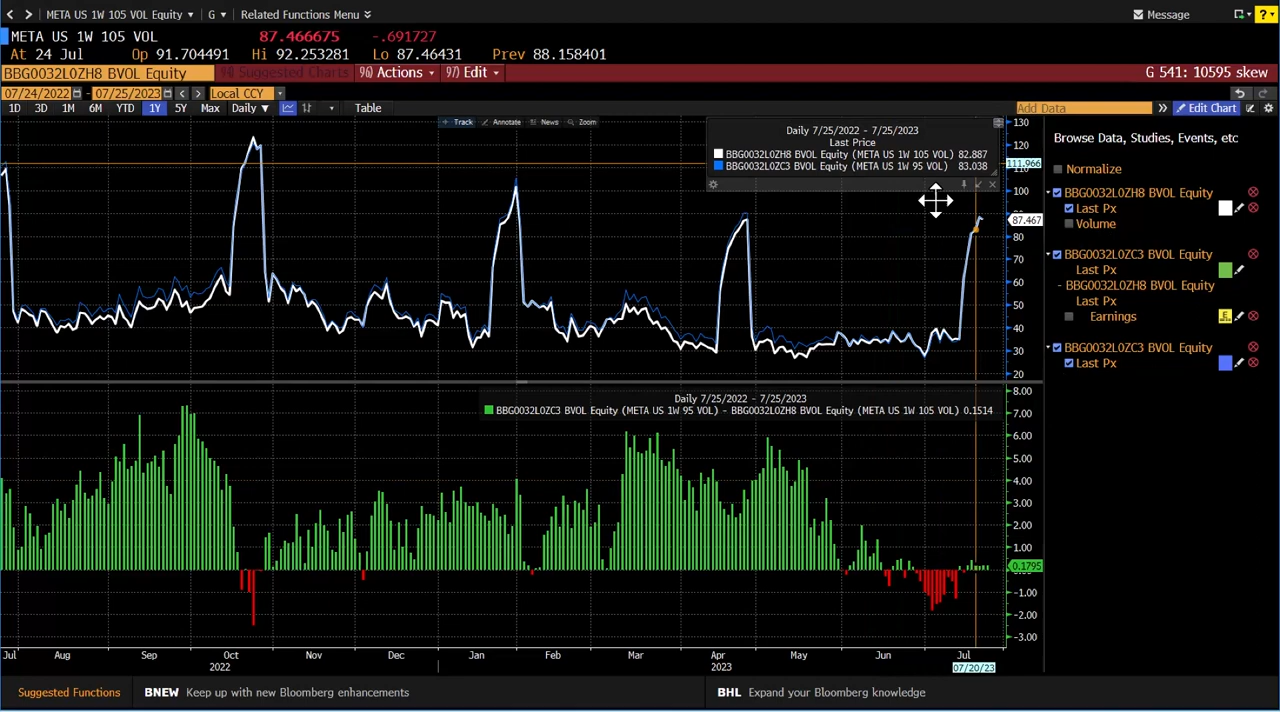 META US 1W 105 VOL Equity G Related Functions Menu Message ?
META US 1W 105 VOL 87.466675 -.691727
At 24 Jul Op 91.704491 Hi 92.253281 Lo 87.46431 Prev 88.158401
BBG0032L0ZH8 BVOL Equity 98 Suggested Charts 90 Actions 97 Edit G 541: 10595 skew
07/24/2022 - 07/25/2023 Local CCY
1D 3D 1M 6M YTD 1Y 5Y Max Daily ▼ Table Add Data Edit Chart
Track Annotate News Zoom
Daily 7/25/2022 - 7/25/2023
Last Price
BBG0032L0ZH8 BVOL Equity (META US 1W 105 VOL) 82.887
BBG0032L0ZC3 BVOL Equity (META US 1W 95 VOL) 83.038
130
120
111.966
110
100
87.467
80
70
60
50
40
30
20
Browse Data, Studies, Events, etc
Normalize
BBG0032L0ZH8 BVOL Equity
Last Px
Volume
BBG0032L0ZC3 BVOL Equity
Last Px
- BBG0032L0ZH8 BVOL Equity
Last Px
Earnings
BBG0032L0ZC3 BVOL Equity
Last Px
Daily 7/25/2022 - 7/25/2023
BBG0032L0ZC3 BVOL Equity (META US 1W 95 VOL) - BBG0032L0ZH8 BVOL Equity (META US 1W 105 VOL) 0.1514
8.00
7.00
6.00
5.00
4.00
3.00
2.00
1.00
0.1795
-1.00
-2.00
-3.00
Jul Aug Sep Oct Nov Dec Jan Feb Mar Apr May Jun Jul
2022 2023 07/20/23
Suggested Functions BNEW Keep up with new Bloomberg enhancements BHL Expand your Bloomberg knowledge